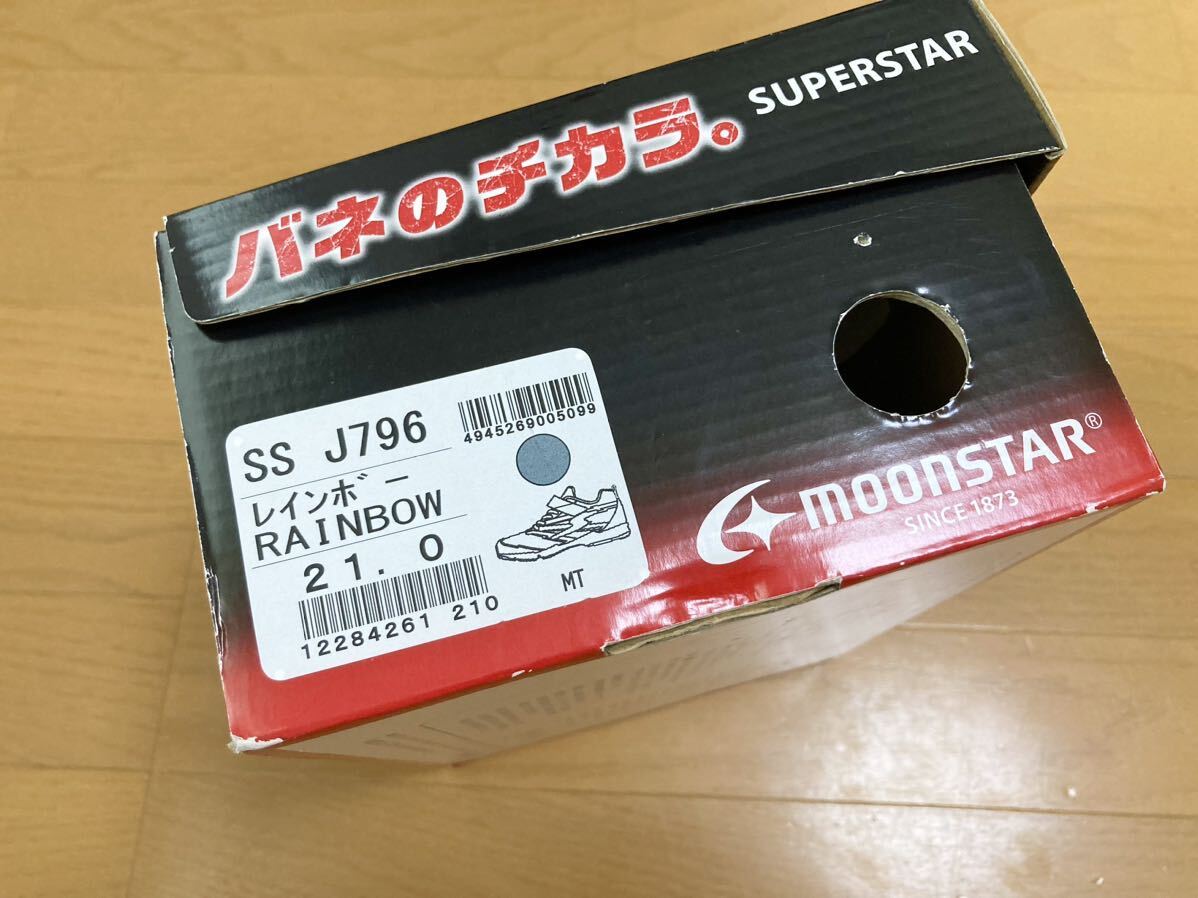 バネのチカラ。 SUPERSTAR
SS J796
4945269005099
レインボー
RAINBOW
21.0
12284261 210
MT
MOONSTAR®
SINCE 1873